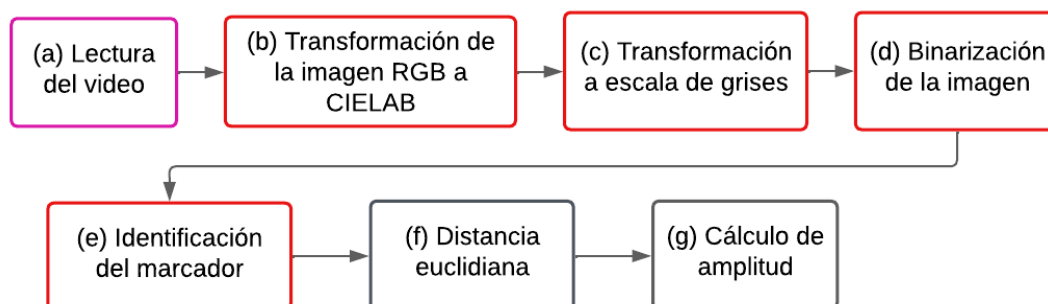 (a) Lectura
del video
(b) Transformación de
la imagen RGB a
CIELAB
(c) Transformación
a escala de grises
(d) Binarización
de la imagen
(e) Identificación
del marcador
(f) Distancia
euclidiana
(g) Cálculo de
amplitud